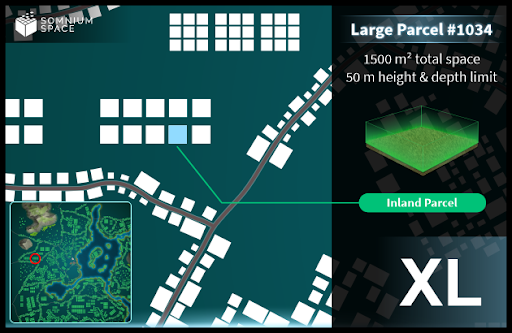 SOMNIUM
SPACE
Large Parcel #1034
1500 m² total space
50 m height & depth limit
Inland Parcel
XL